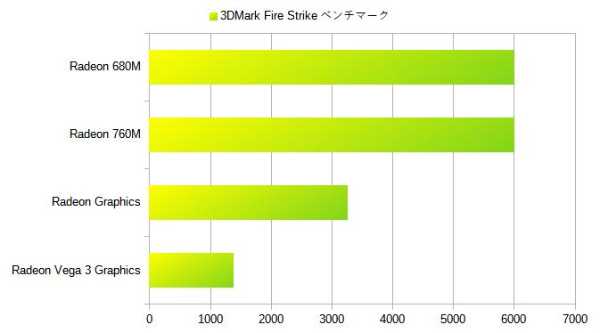 3DMark Fire Strike ベンチマーク
Radeon 680M
Radeon 760M
Radeon Graphics
Radeon Vega 3 Graphics
0 1000 2000 3000 4000 5000 6000 7000